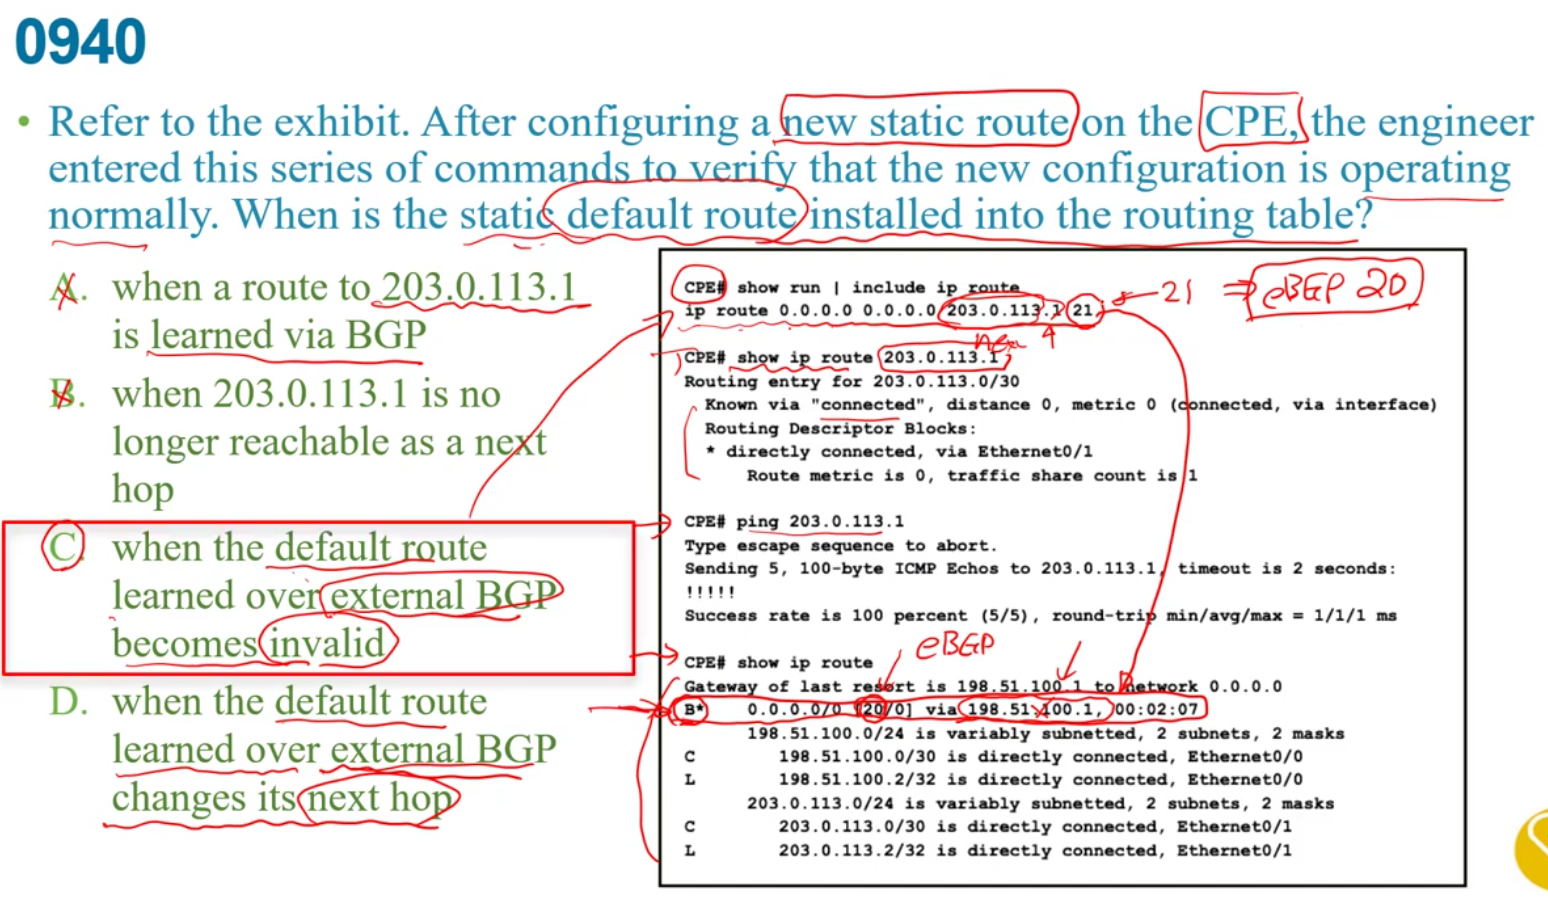 0940
• Refer to the exhibit. After configuring a new static route on the CPE, the engineer
entered this series of commands to verify that the new configuration is operating
normally. When is the static default route installed into the routing table?
A. when a route to 203.0.113.1
is learned via BGP
B. when 203.0.113.1 is no
longer reachable as a next
hop
C. when the default route
learned over external BGP
becomes invalid
D. when the default route
learned over external BGP
changes its next hop
CPE# show run | include ip route
21 ⇒ eBGP 20
ip route 0.0.0.0 0.0.0.0 203.0.113.1 21
CPE# show ip route 203.0.113.1
Routing entry for 203.0.113.0/30
Known via "connected", distance 0, metric 0 (connected, via interface)
Routing Descriptor Blocks:
* directly connected, via Ethernet0/1
Route metric is 0, traffic share count is 1
CPE# ping 203.0.113.1
Type escape sequence to abort.
Sending 5, 100-byte ICMP Echos to 203.0.113.1, timeout is 2 seconds:
!!!!!
Success rate is 100 percent (5/5), round-trip min/avg/max = 1/1/1 ms
eBGP
CPE# show ip route
Gateway of last resort is 198.51.100.1 to network 0.0.0.0
B* 0.0.0.0/0 [20/0] via 198.51.100.1, 00:02:07
198.51.100.0/24 is variably subnetted, 2 subnets, 2 masks
C 198.51.100.0/30 is directly connected, Ethernet0/0
L 198.51.100.2/32 is directly connected, Ethernet0/0
203.0.113.0/24 is variably subnetted, 2 subnets, 2 masks
C 203.0.113.0/30 is directly connected, Ethernet0/1
L 203.0.113.2/32 is directly connected, Ethernet0/1